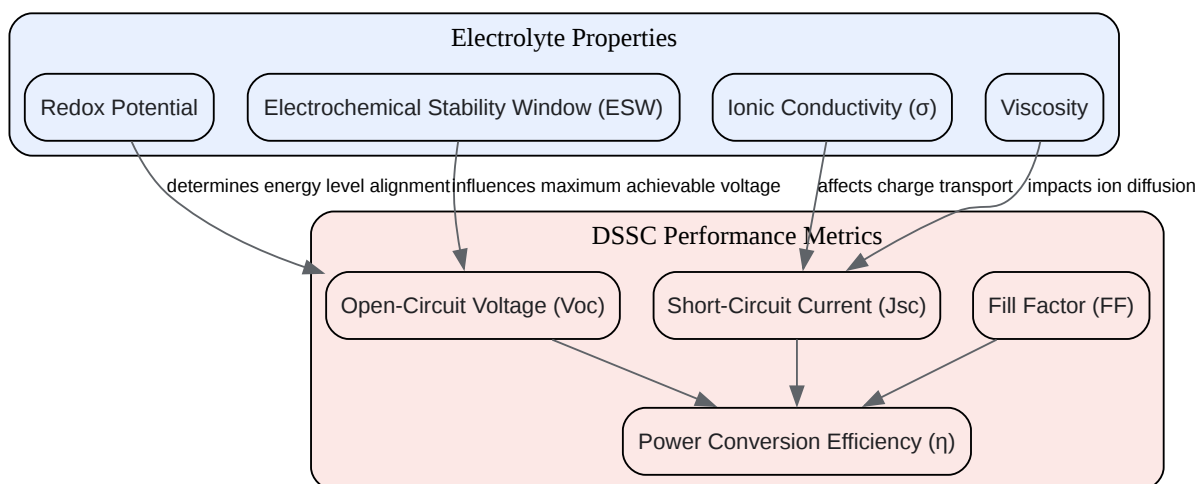 Electrolyte Properties
Redox Potential
Electrochemical Stability Window (ESW)
Ionic Conductivity (σ)
Viscosity
determines energy level alignment
influences maximum achievable voltage
affects charge transport
impacts ion diffusion
DSSC Performance Metrics
Open-Circuit Voltage (Voc)
Short-Circuit Current (Jsc)
Fill Factor (FF)
Power Conversion Efficiency (η)